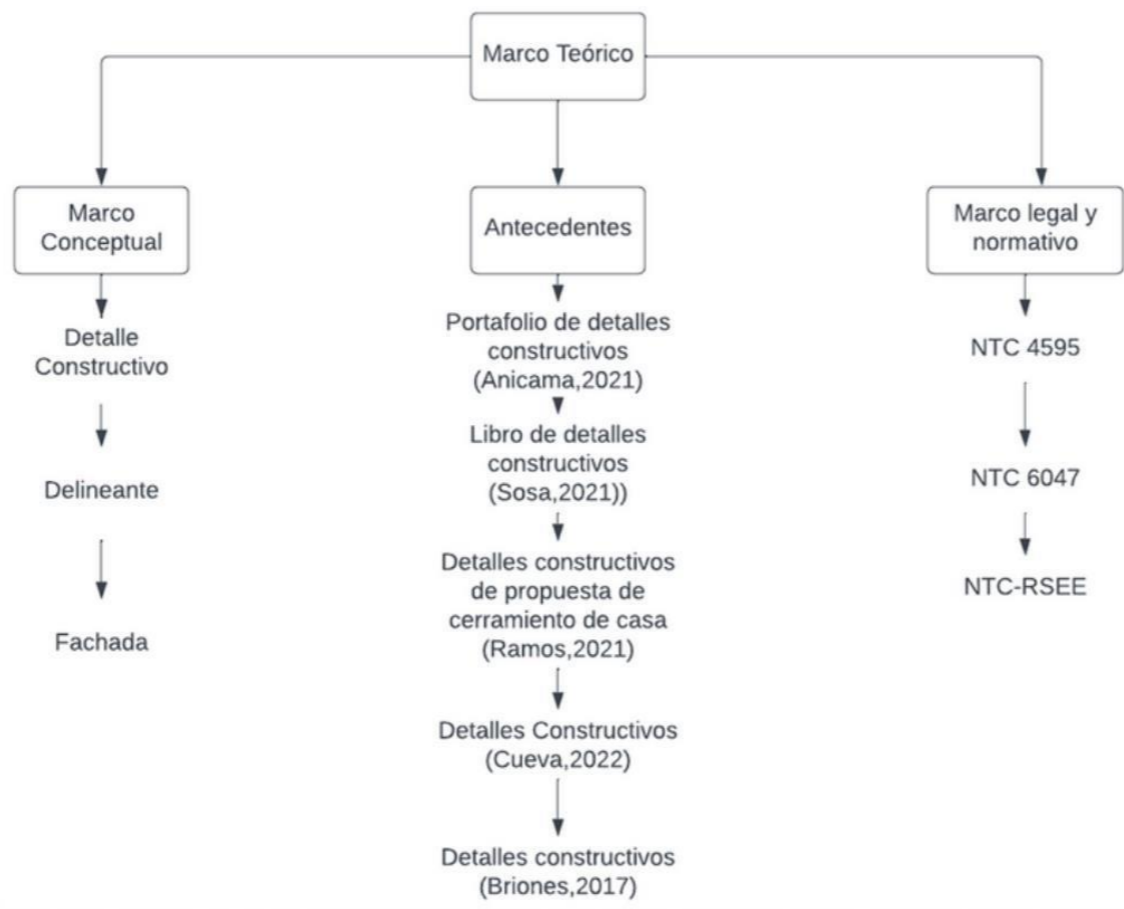 Marco Teórico
Marco
Conceptual
Detalle
Constructivo
Delineante
Fachada
Antecedentes
Portafolio de detalles
constructivos
(Anicama,2021)
Libro de detalles
constructivos
(Sosa,2021))
Detalles constructivos
de propuesta de
cerramiento de casa
(Ramos,2021)
Detalles Constructivos
(Cueva,2022)
Detalles constructivos
(Briones,2017)
Marco legal y
normativo
NTC 4595
NTC 6047
NTC-RSEE